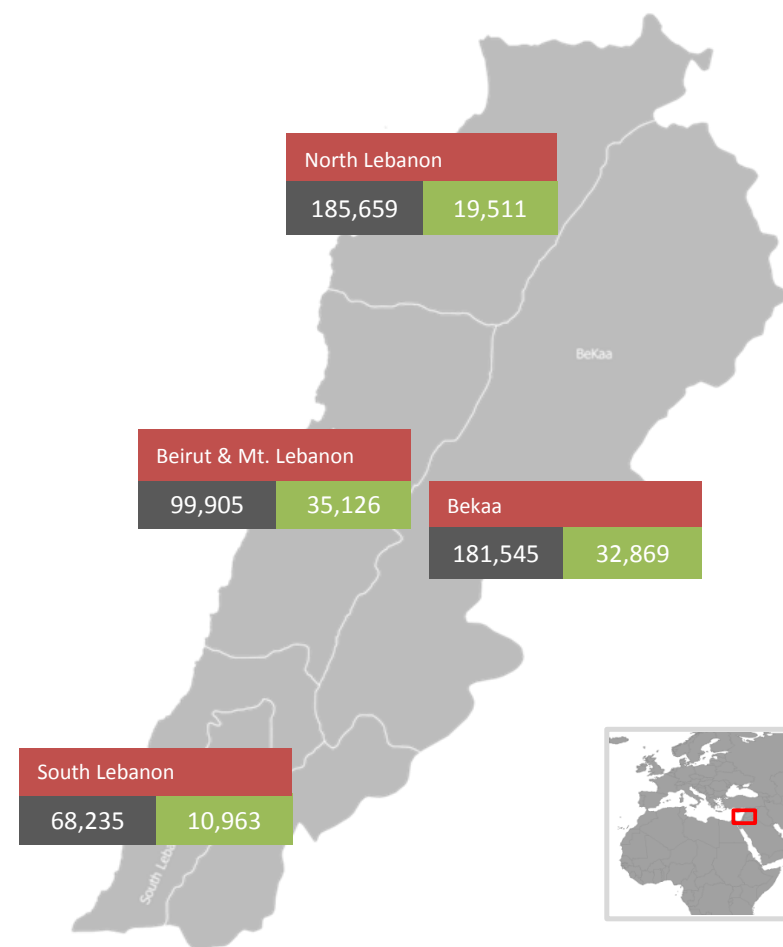 North Lebanon
185,659 19,511
BeKaa
Beirut & Mt. Lebanon
99,905 35,126
Bekaa
181,545 32,869
South Lebanon
68,235 10,963
South